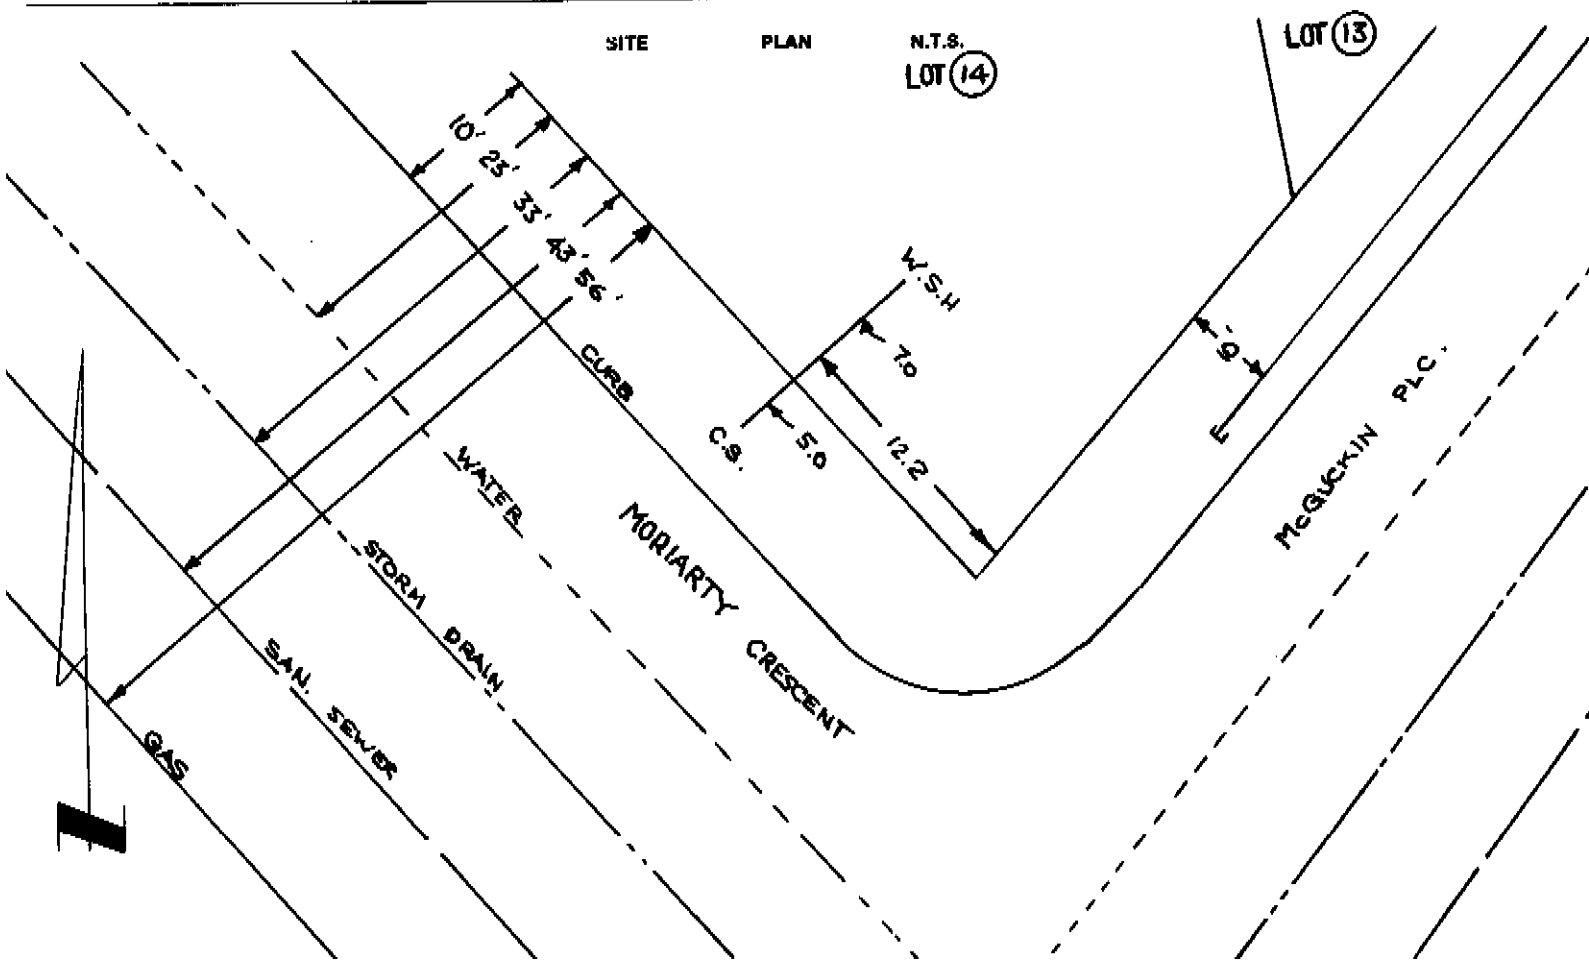 SITE PLAN N.T.S.
LOT 14
LOT 13
10'
23'
33'
43'
56'
W.S.H
7.0
C.S.
5.0
12.2
9'
E
CURB
WATER
STORM DRAIN
SAN. SEWER
GAS
MORIARTY CRESCENT
McGUCKIN PLC.
N